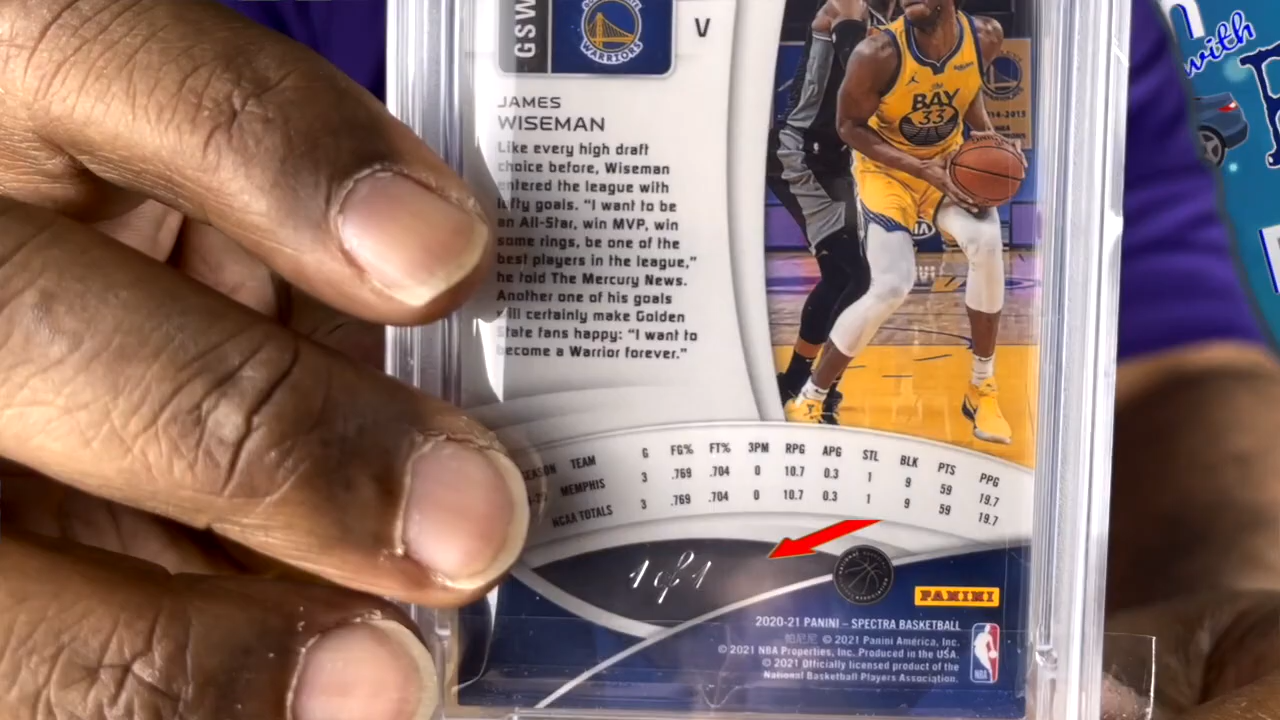 GSW
WARRIORS
V
with
JAMES
WISEMAN
Like every high draft
choice before, Wiseman
entered the league with
lofty goals. “I want to be
an All-Star, win MVP, win
some rings, be one of the
best players in the league,”
he told The Mercury News.
Another one of his goals
will certainly make Golden
State fans happy: “I want to
become a Warrior forever.”
BAY
33
SEASON TEAM G FG% FT% 3PM RPG APG STL BLK PTS PPG
MEMPHIS 3 .769 .704 0 10.7 0.3 1 9 59 19.7
NCAA TOTALS 3 .769 .704 0 10.7 0.3 1 9 59 19.7
1 of 1
PANINI
2020-21 PANINI – SPECTRA BASKETBALL
© 2021 Panini America, Inc.
© 2021 NBA Properties, Inc. Produced in the USA.
© 2021 Officially licensed product of the
National Basketball Players Association.
NBA